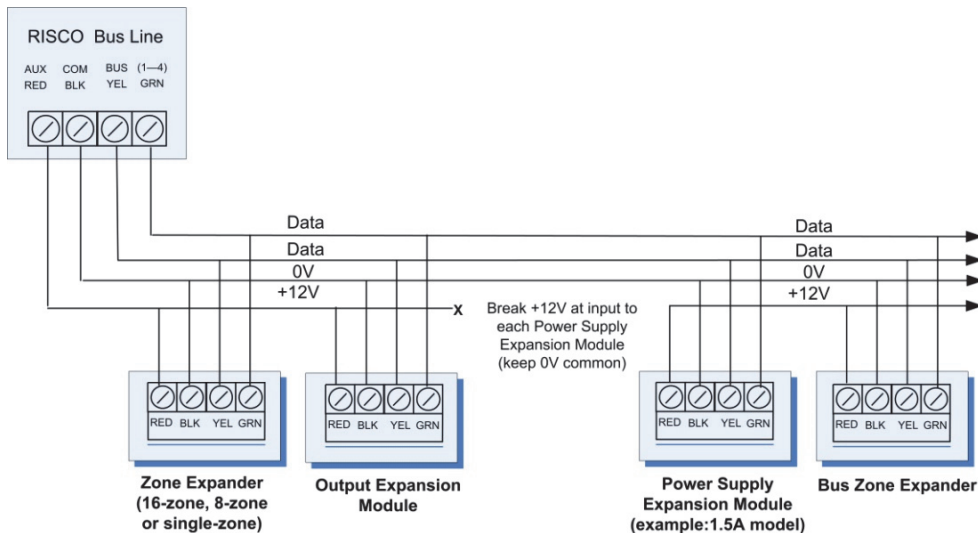 RISCO Bus Line
AUX COM BUS (1—4)
RED BLK YEL GRN
Data
Data
0V
+12V
Data
Data
0V
+12V
x
Break +12V at input to
each Power Supply
Expansion Module
(keep 0V common)
RED BLK YEL GRN
RED BLK YEL GRN
RED BLK YEL GRN
RED BLK YEL GRN
Zone Expander
(16-zone, 8-zone
or single-zone)
Output Expansion
Module
Power Supply
Expansion Module
(example:1.5A model)
Bus Zone Expander